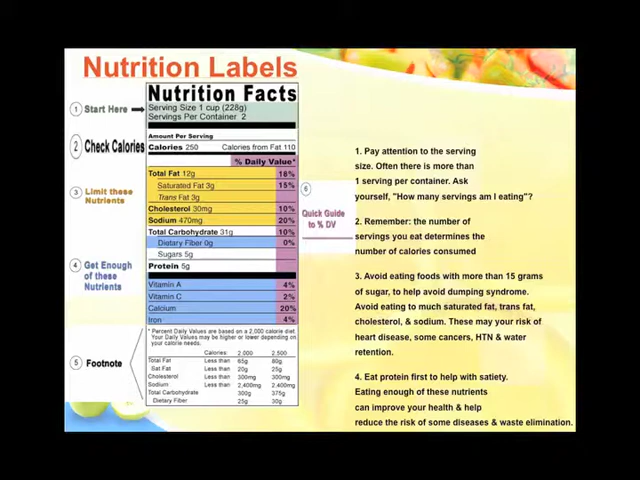 Nutrition Labels
Nutrition Facts
1 Start Here
Serving Size 1 cup (228g)
Servings Per Container 2
Amount Per Serving
2 Check Calories
Calories 250 Calories from Fat 110
% Daily Value*
3 Limit these
Nutrients
Total Fat 12g 18%
Saturated Fat 3g 15%
Trans Fat 3g
Cholesterol 30mg 10%
Sodium 470mg 20%
Total Carbohydrate 31g 10%
Dietary Fiber 0g 0%
Sugars 5g
Protein 5g
4 Get Enough
of these
Nutrients
Vitamin A 4%
Vitamin C 2%
Calcium 20%
Iron 4%
5 Footnote
* Percent Daily Values are based on a 2,000 calorie diet.
Your Daily Values may be higher or lower depending on
your calorie needs.
Calories: 2,000 2,500
Total Fat Less than 65g 80g
Sat Fat Less than 20g 25g
Cholesterol Less than 300mg 300mg
Sodium Less than 2,400mg 2,400mg
Total Carbohydrate 300g 375g
Dietary Fiber 25g 30g
6
Quick Guide
to % DV
1. Pay attention to the serving
size. Often there is more than
1 serving per container. Ask
yourself, "How many servings am I eating"?
2. Remember: the number of
servings you eat determines the
number of calories consumed
3. Avoid eating foods with more than 15 grams
of sugar, to help avoid dumping syndrome.
Avoid eating to much saturated fat, trans fat,
cholesterol, & sodium. These may your risk of
heart disease, some cancers, HTN & water
retention.
4. Eat protein first to help with satiety.
Eating enough of these nutrients
can improve your health & help
reduce the risk of some diseases & waste elimination.